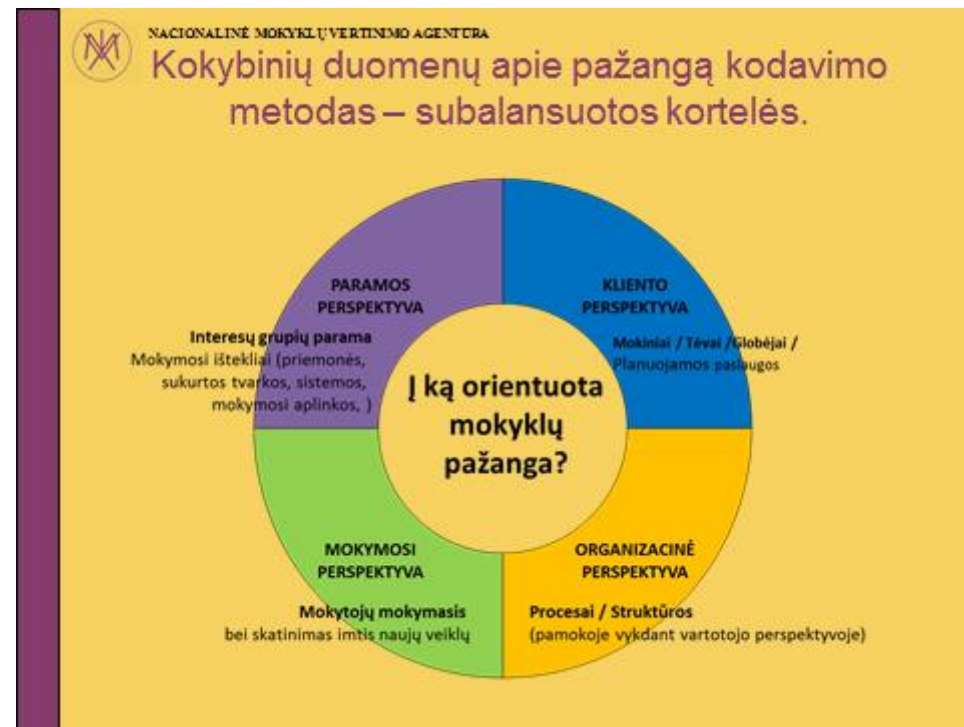 NACIONALINĖ MOKYKLŲ VERTINIMO AGENTŪRA
Kokybinių duomenų apie pažangą kodavimo
metodas – subalansuotos kortelės.
PARAMOS
PERSPEKTYVA
Interesų grupių parama
Mokymosi ištekliai (priemonės,
sukurtos tvarkos, sistemos,
mokymosi aplinkos, )
KLIENTO
PERSPEKTYVA
Mokiniai / Tėvai /Globėjai /
Planuojamos paslaugos
Į ką orientuota
mokyklų
pažanga?
MOKYMOSI
PERSPEKTYVA
Mokytojų mokymasis
bei skatinimas imtis naujų veiklų
ORGANIZACINĖ
PERSPEKTYVA
Procesai / Struktūros
(pamokoje vykdant vartotojo perspektyvoje)